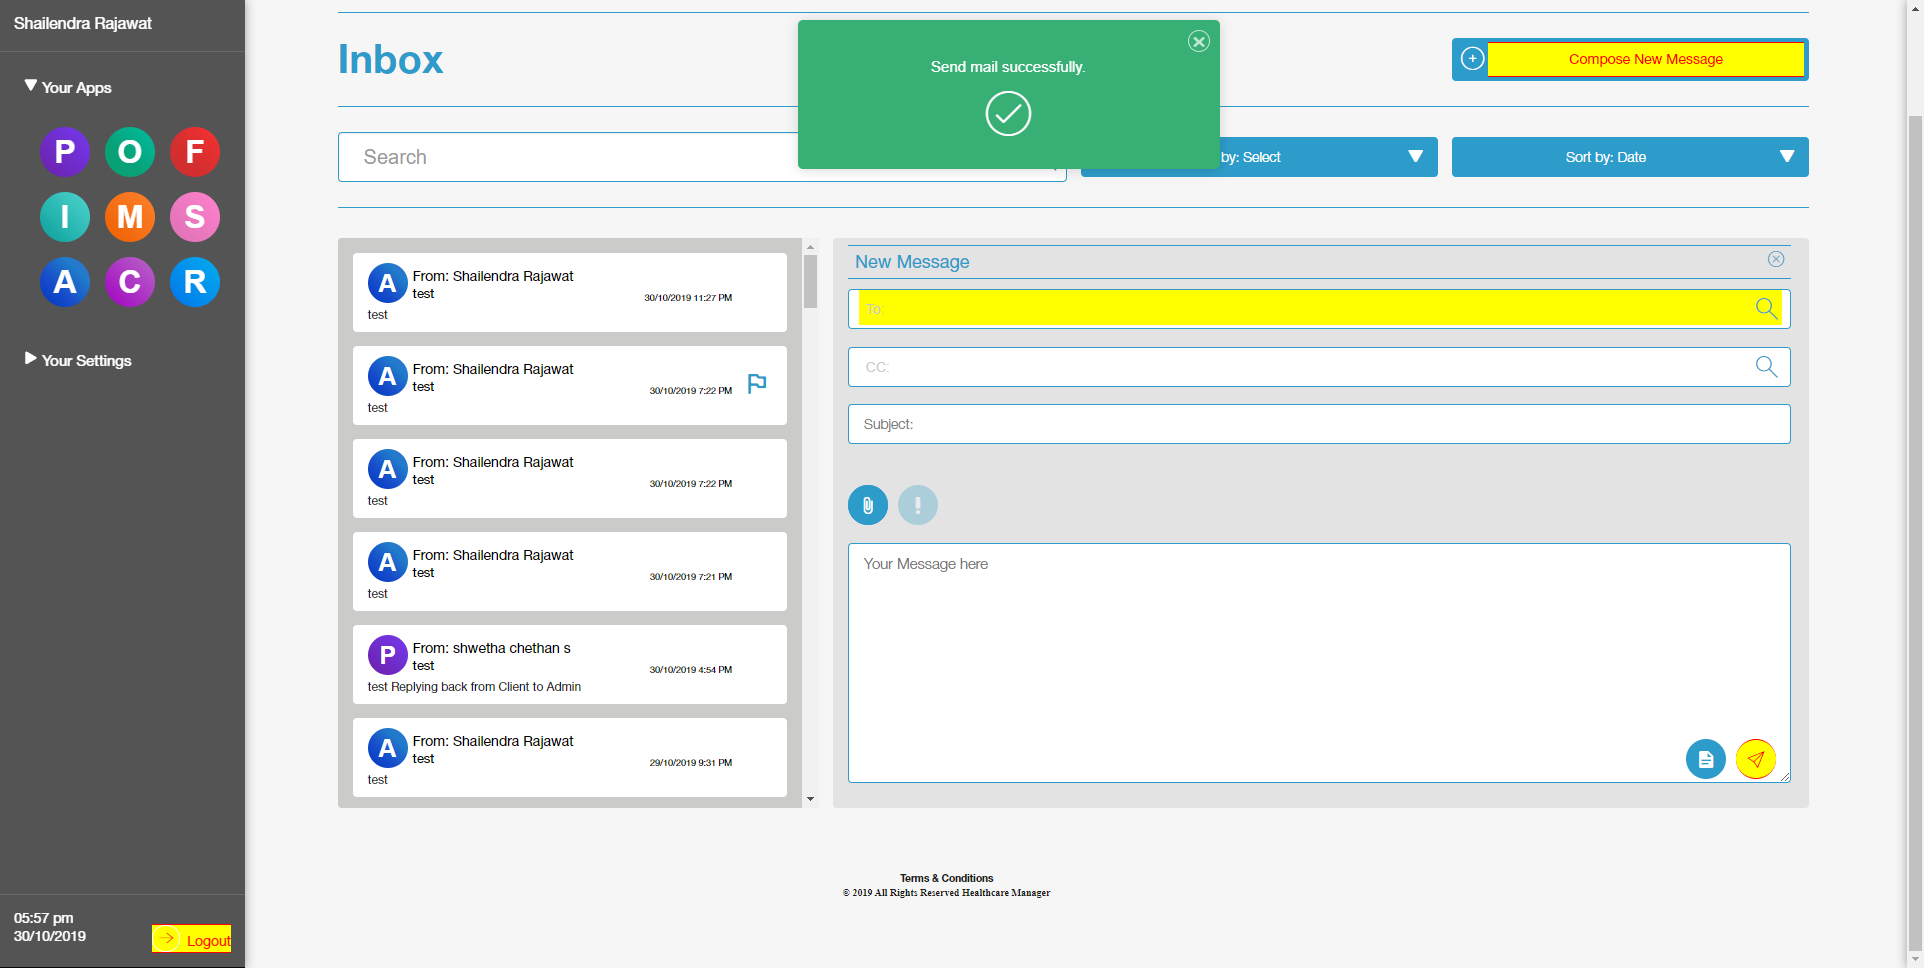 Shailendra Rajawat
Your Apps
P O F
I M S
A C R
Your Settings
05:57 pm
30/10/2019
Logout
Inbox
Send mail successfully.
Compose New Message
Search
by: Select
Sort by: Date
A
From: Shailendra Rajawat
test
30/10/2019 11:27 PM
test
A
From: Shailendra Rajawat
test
30/10/2019 7:22 PM
test
A
From: Shailendra Rajawat
test
30/10/2019 7:22 PM
test
A
From: Shailendra Rajawat
test
30/10/2019 7:21 PM
test
P
From: shwetha chethan s
test
30/10/2019 4:54 PM
test Replying back from Client to Admin
A
From: Shailendra Rajawat
test
29/10/2019 9:31 PM
test
New Message
To:
CC:
Subject:
Your Message here
Terms & Conditions
© 2019 All Rights Reserved Healthcare Manager